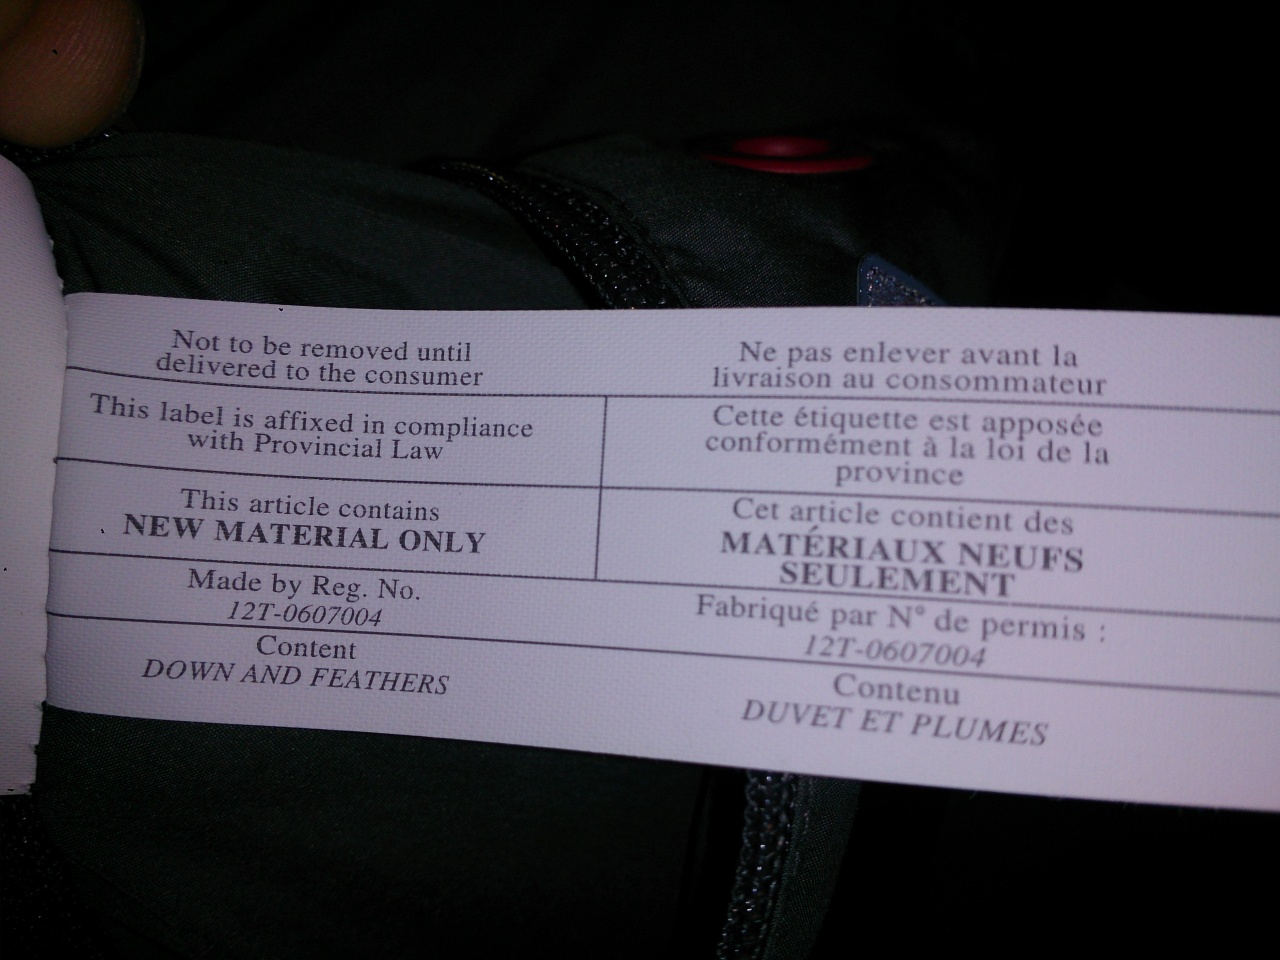 Not to be removed until
delivered to the consumer
Ne pas enlever avant la
livraison au consommateur
This label is affixed in compliance
with Provincial Law
Cette étiquette est apposée
conformément à la loi de la
province
This article contains
NEW MATERIAL ONLY
Cet article contient des
MATÉRIAUX NEUFS
SEULEMENT
Made by Reg. No.
12T-0607004
Fabriqué par N° de permis :
12T-0607004
Content
DOWN AND FEATHERS
Contenu
DUVET ET PLUMES